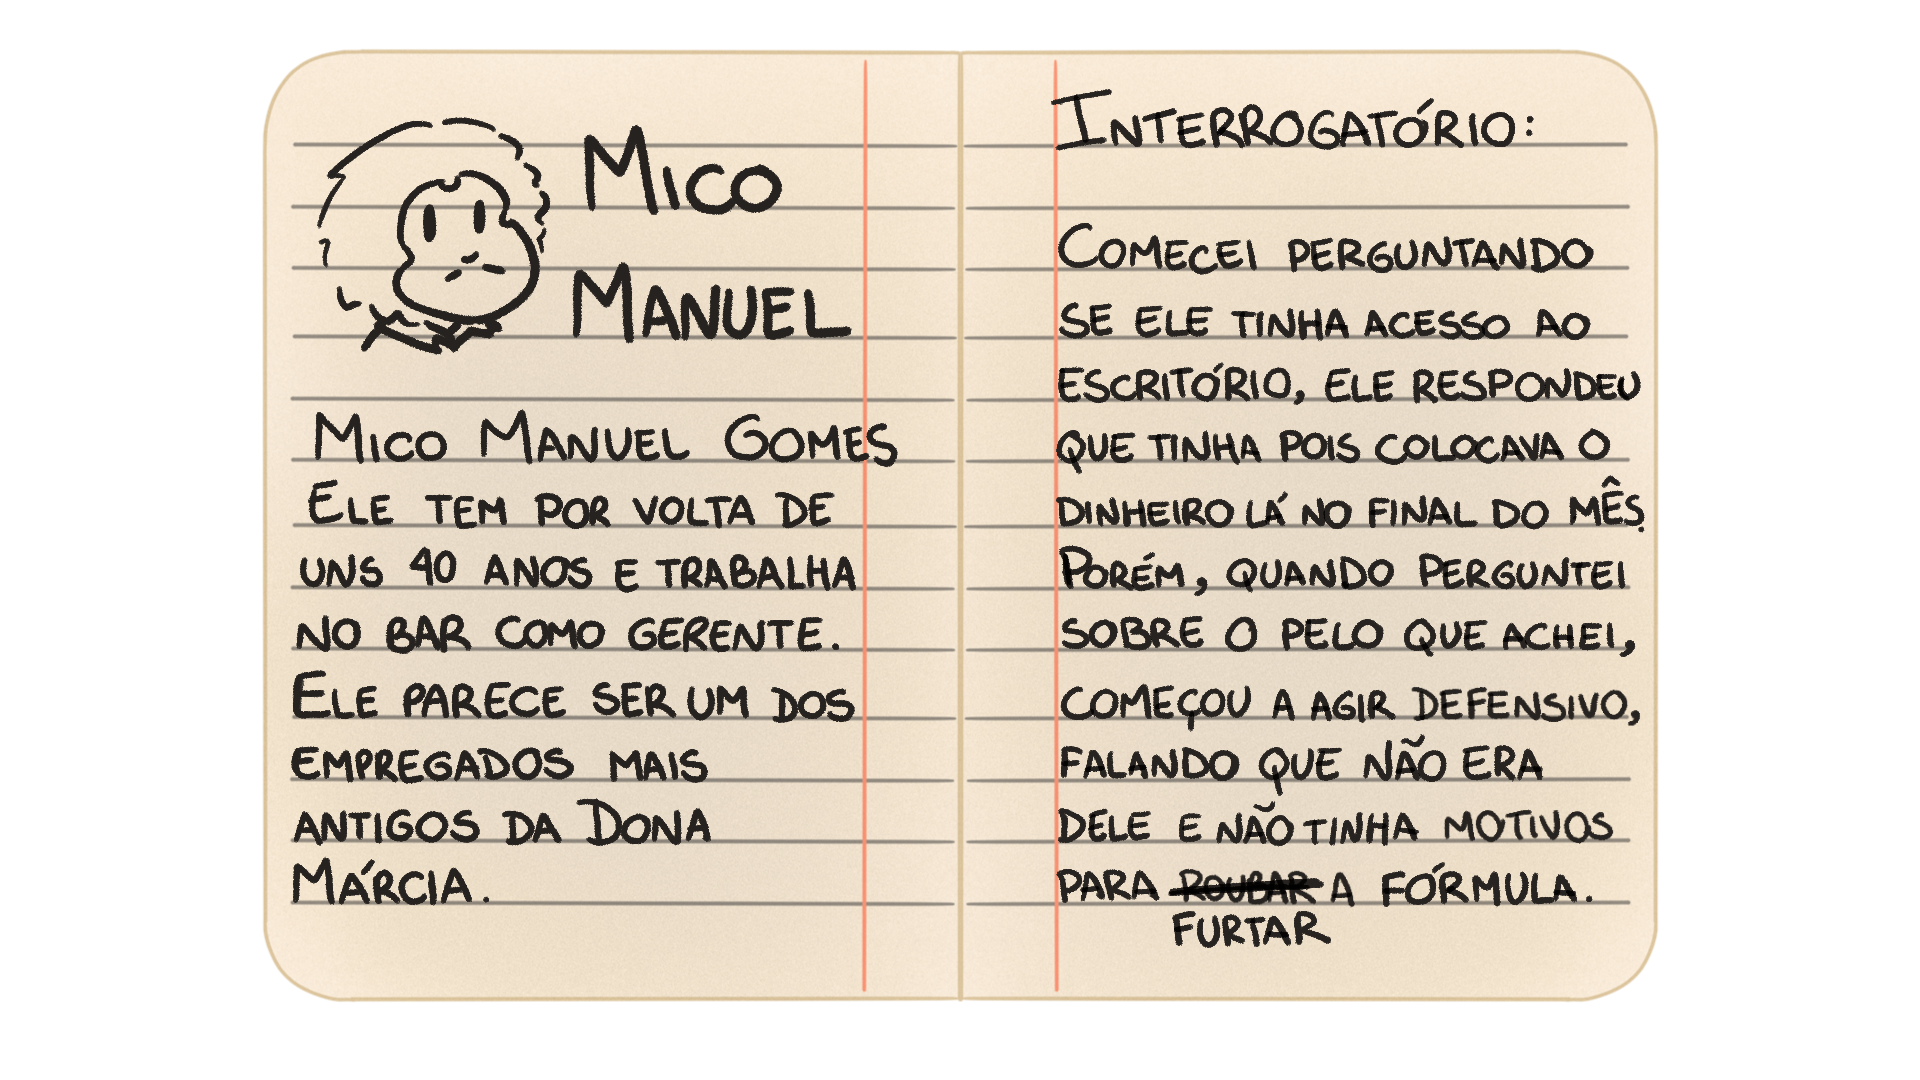 Mico
Manuel
Mico Manuel Gomes
Ele tem por volta de
uns 40 anos e trabalha
no bar como gerente.
Ele parece ser um dos
empregados mais
antigos da Dona
Márcia.
Interrogatório:
Comecei perguntando
se ele tinha acesso ao
escritório, ele respondeu
que tinha pois colocava o
dinheiro lá no final do mês.
Porém, quando perguntei
sobre o pelo que achei,
começou a agir defensivo,
falando que não era
dele e não tinha motivos
para roubar a fórmula.
furtar